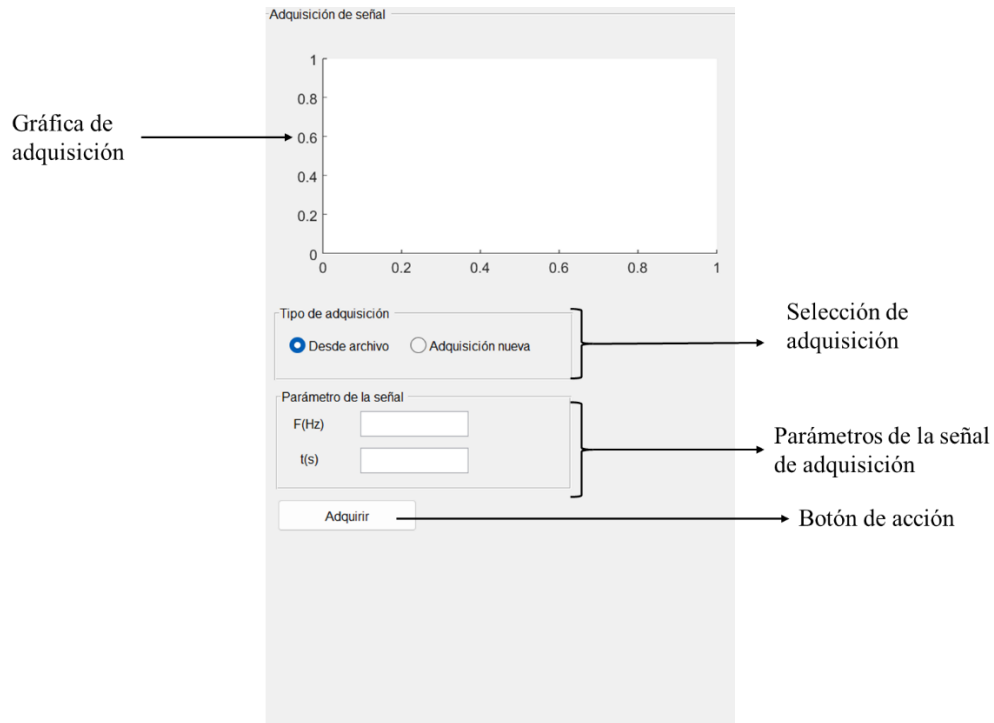 Adquisición de señal
1
0.8
0.6
0.4
0.2
0
0 0.2 0.4 0.6 0.8 1
Gráfica de
adquisición
Tipo de adquisición
Desde archivo Adquisición nueva
Selección de
adquisición
Parámetro de la señal
F(Hz)
t(s)
Parámetros de la señal
de adquisición
Adquirir
Botón de acción